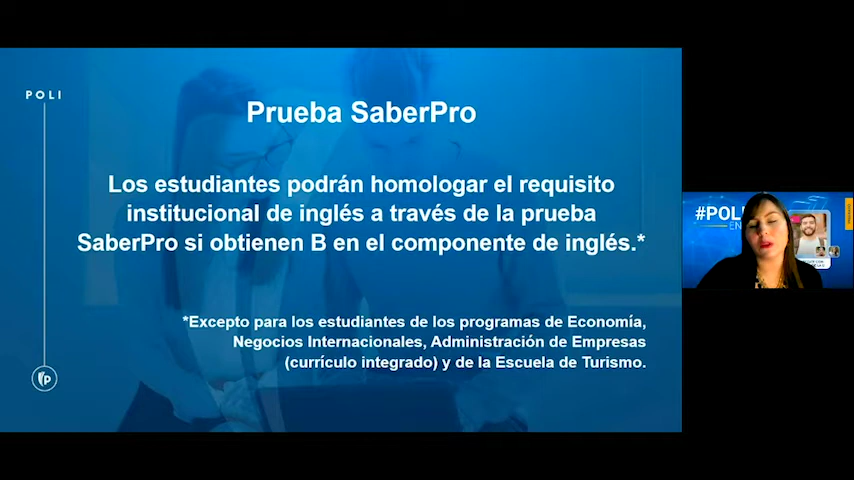 POLI
Prueba SaberPro
Los estudiantes podrán homologar el requisito
institucional de inglés a través de la prueba
SaberPro si obtienen B en el componente de inglés.*
*Excepto para los estudiantes de los programas de Economía,
Negocios Internacionales, Administración de Empresas
(currículo integrado) y de la Escuela de Turismo.
P
#POLI
EN